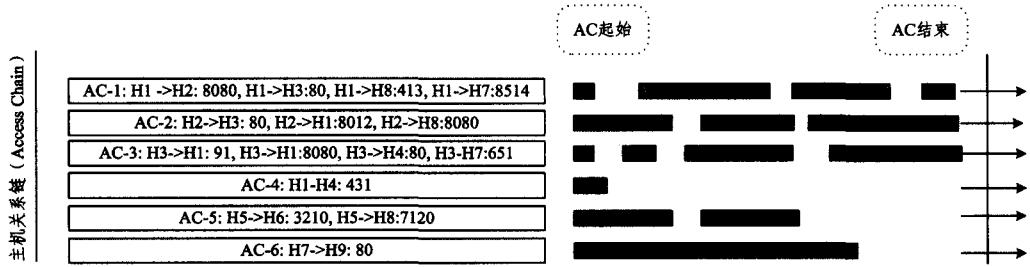 AC起始
AC结束
主机关系链（Access Chain）
AC-1: H1 ->H2: 8080, H1->H3:80, H1->H8:413, H1->H7:8514
AC-2: H2->H3: 80, H2->H1:8012, H2->H8:8080
AC-3: H3->H1: 91, H3->H1:8080, H3->H4:80, H3-H7:651
AC-4: H1-H4: 431
AC-5: H5->H6: 3210, H5->H8:7120
AC-6: H7->H9: 80